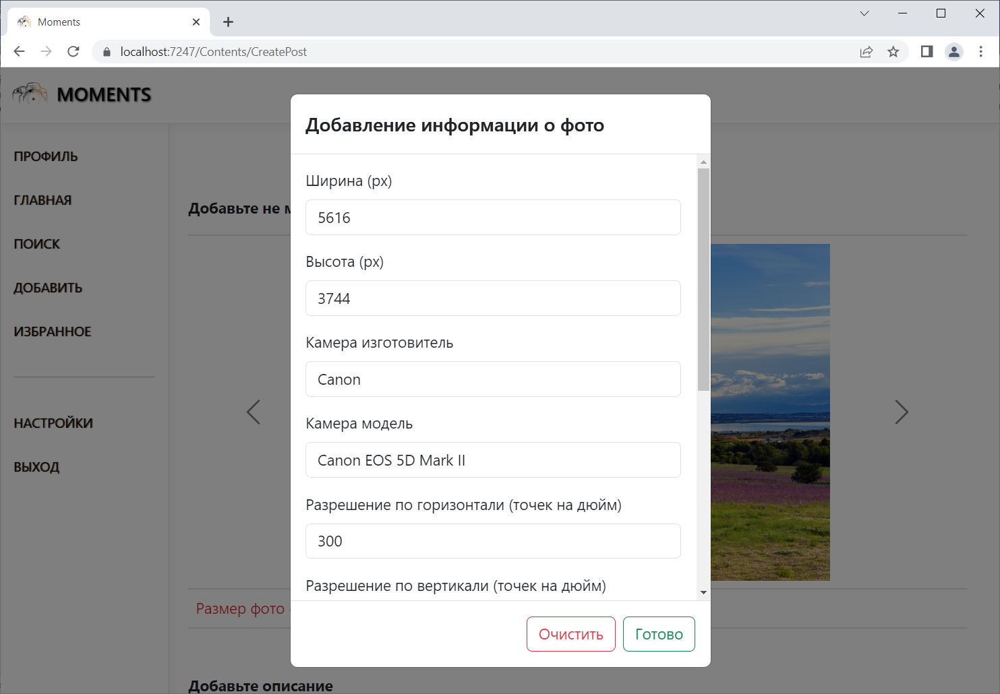 Moments
localhost:7247/Contents/CreatePost
MOMENTS
ПРОФИЛЬ
ГЛАВНАЯ
ПОИСК
ДОБАВИТЬ
ИЗБРАННОЕ
НАСТРОЙКИ
ВЫХОД
Добавьте не
Размер фото
Добавьте описание
Добавление информации о фото
Ширина (px)
5616
Высота (px)
3744
Камера изготовитель
Canon
Камера модель
Canon EOS 5D Mark II
Разрешение по горизонтали (точек на дюйм)
300
Разрешение по вертикали (точек на дюйм)
Очистить
Готово